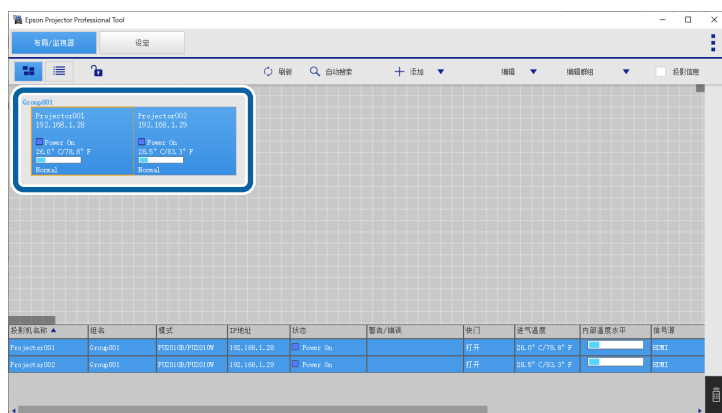 Epson Projector Professional Tool
布局/监视器 设定
刷新 自动搜索 添加 编辑 编辑群组 投影信息
Group001
Projector001 Projector002
192.168.1.28 192.168.1.29
Power On Power On
26.0° C/78.8° F 28.5° C/83.3° F
Normal Normal
投影机名称 组名 模式 IP地址 状态 警告/错误 快门 进气温度 内部温度水平 信号源
Projector001 Group001 PU2010B/PU2010W 192.168.1.28 Power On 打开 26.0° C/78.8° F HDMI
Projector002 Group001 PU2010B/PU2010W 192.168.1.29 Power On 打开 28.5° C/83.3° F HDMI